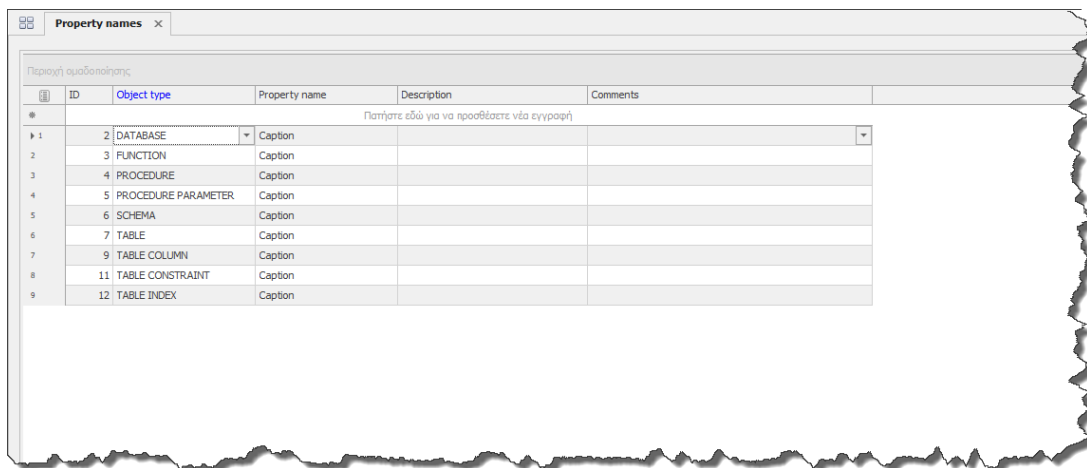 Property names
Περιοχή ομαδοποίησης
ID Object type Property name Description Comments
Πατήστε εδώ για να προσθέσετε νέα εγγραφή
1 2 DATABASE Caption
2 3 FUNCTION Caption
3 4 PROCEDURE Caption
4 5 PROCEDURE PARAMETER Caption
5 6 SCHEMA Caption
6 7 TABLE Caption
7 9 TABLE COLUMN Caption
8 11 TABLE CONSTRAINT Caption
9 12 TABLE INDEX Caption